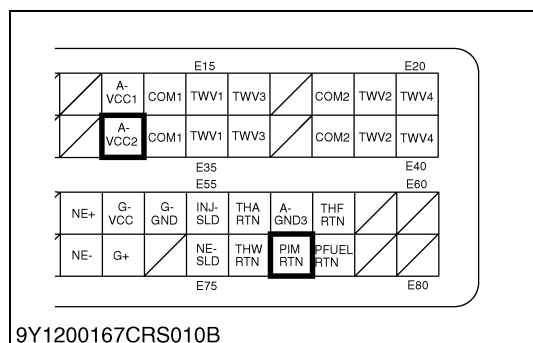 E15 E20
A-VCC1 COM1 TWV1 TWV3 COM2 TWV2 TWV4
A-VCC2 COM1 TWV1 TWV3 COM2 TWV2 TWV4
E35 E40
E55 E60
NE+ G-VCC G-GND INJ-SLD THA RTN A-GND3 THF RTN
NE- G+ NE-SLD THW RTN PIM RTN PFUEL RTN
E75 E80
9Y1200167CRS010B